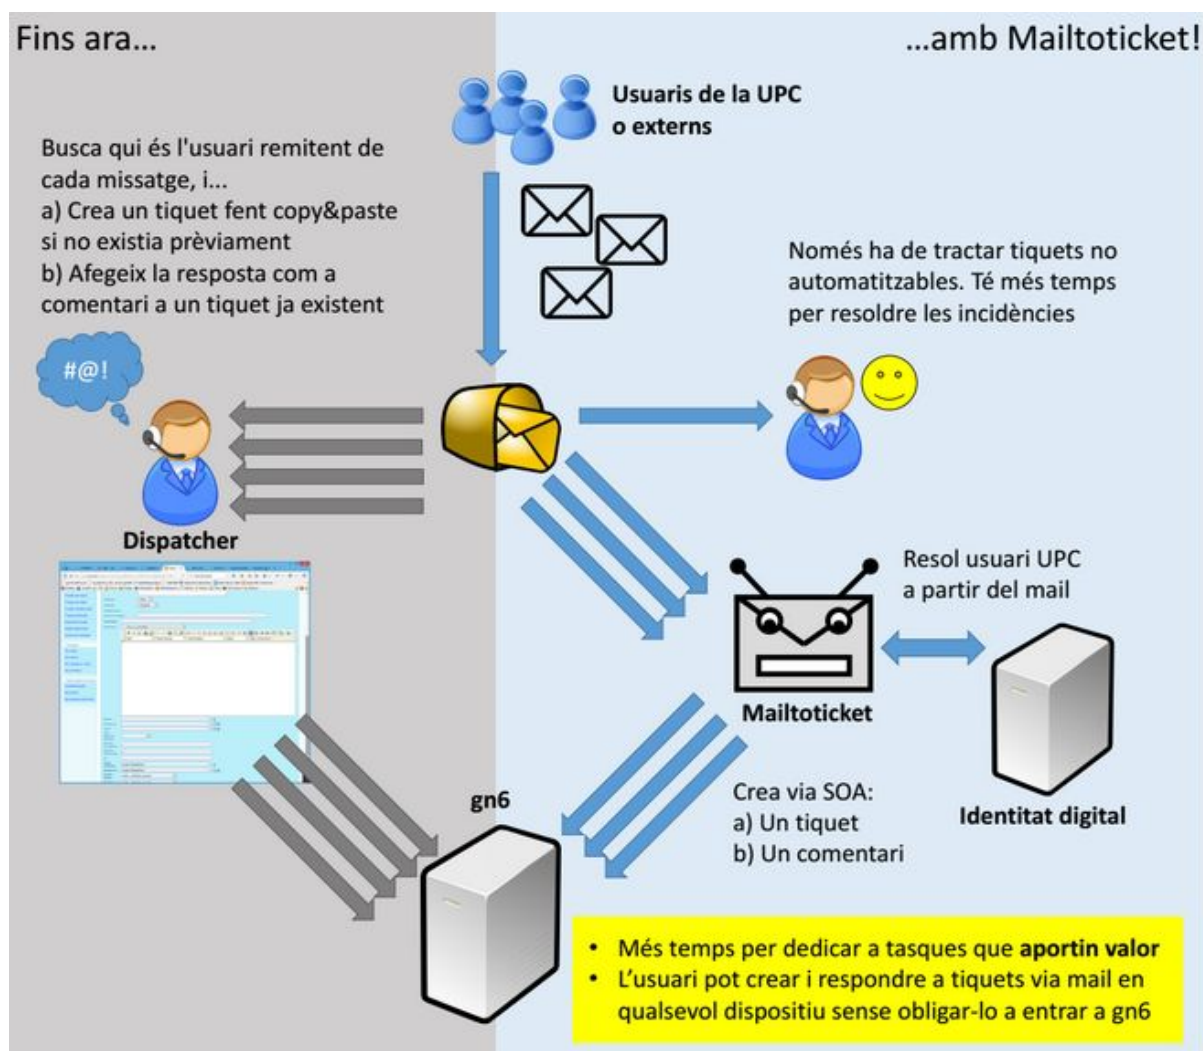 Fins ara...
...amb Mailtoticket!
Usuaris de la UPC
o externs
Busca qui és l'usuari remitent de
cada missatge, i...
a) Crea un tiquet fent copy&paste
si no existia prèviament
b) Afegeix la resposta com a
comentari a un tiquet ja existent
Només ha de tractar tiquets no
automatitzables. Té més temps
per resoldre les incidències
#@!
Dispatcher
Resol usuari UPC
a partir del mail
Mailtoticket
Identitat digital
Crea via SOA:
a) Un tiquet
b) Un comentari
gn6
• Més temps per dedicar a tasques que aportin valor
• L'usuari pot crear i respondre a tiquets via mail en
qualsevol dispositiu sense obligar-lo a entrar a gn6